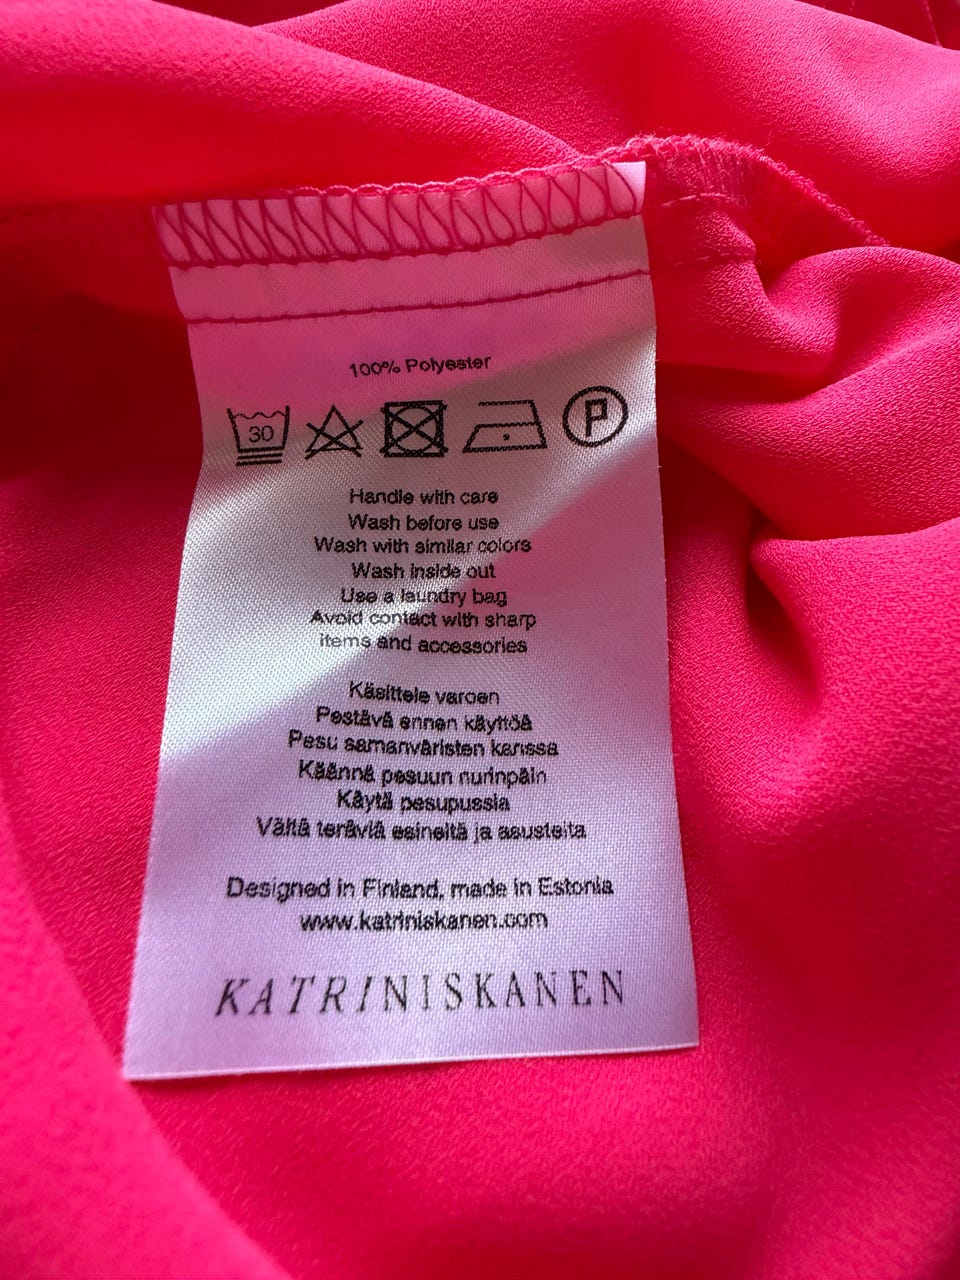 100% Polyester
30
P
Handle with care
Wash before use
Wash with similar colors
Wash inside out
Use a laundry bag
Avoid contact with sharp
items and accessories
Käsittele varoen
Pestävä ennen käyttöä
Pesu samanväristen kanssa
Käännä pesuun nurinpäin
Käytä pesupussia
Vältä teräviä esineitä ja asusteita
Designed in Finland, made in Estonia
www.katriniskanen.com
KATRINISKANEN